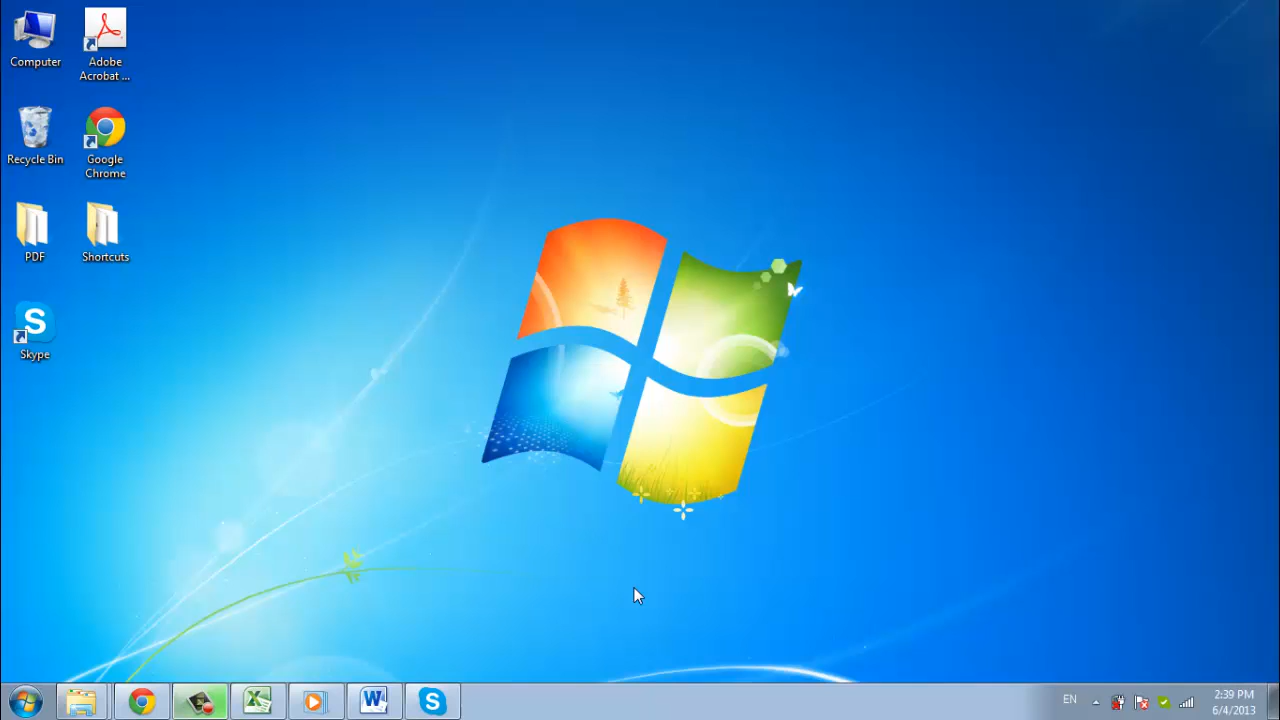 Computer
Adobe
Acrobat ...
Recycle Bin
Google
Chrome
PDF
Shortcuts
Skype
EN
2:39 PM
6/4/2013